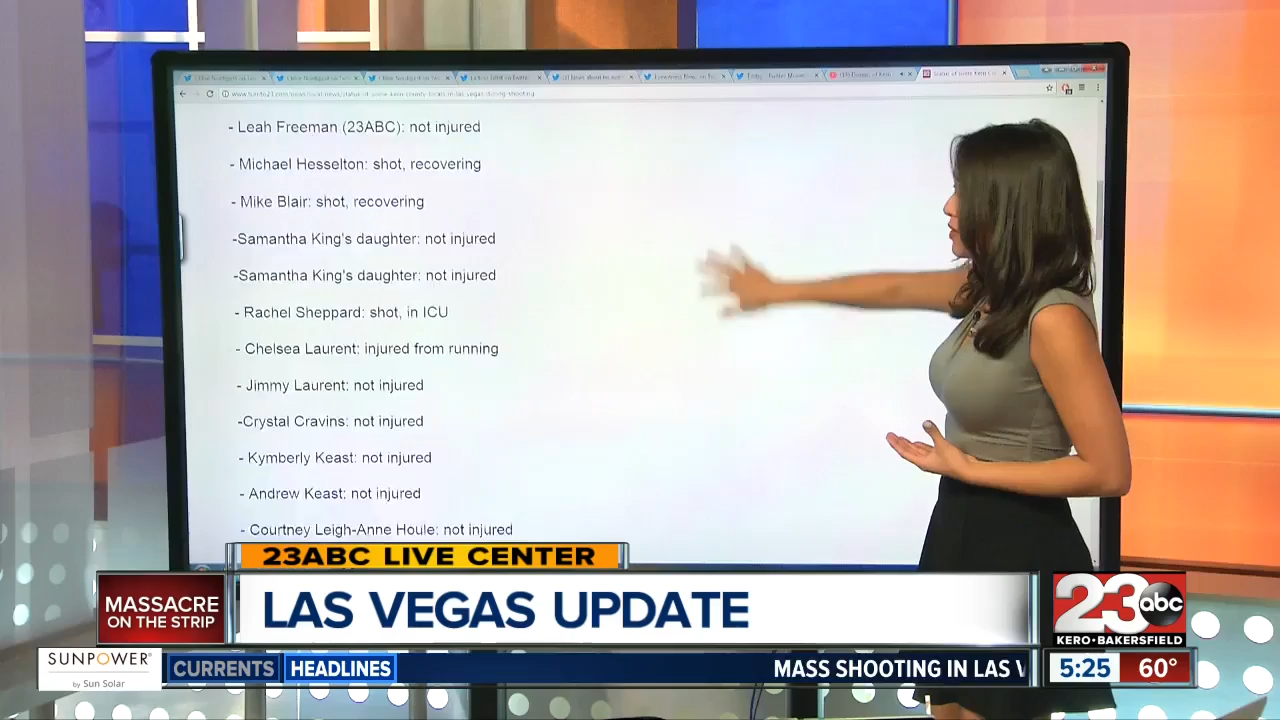 - Leah Freeman (23ABC): not injured
- Michael Hesselton: shot, recovering
- Mike Blair: shot, recovering
-Samantha King's daughter: not injured
-Samantha King's daughter: not injured
- Rachel Sheppard: shot, in ICU
- Chelsea Laurent: injured from running
- Jimmy Laurent: not injured
-Crystal Cravins: not injured
- Kymberly Keast: not injured
- Andrew Keast: not injured
- Courtney Leigh-Anne Houle: not injured
23ABC LIVE CENTER
MASSACRE
ON THE STRIP
LAS VEGAS UPDATE
23 abc
KERO·BAKERSFIELD
SUNPOWER®
by Sun Solar
CURRENTS HEADLINES
MASS SHOOTING IN LAS V
5:25 60°